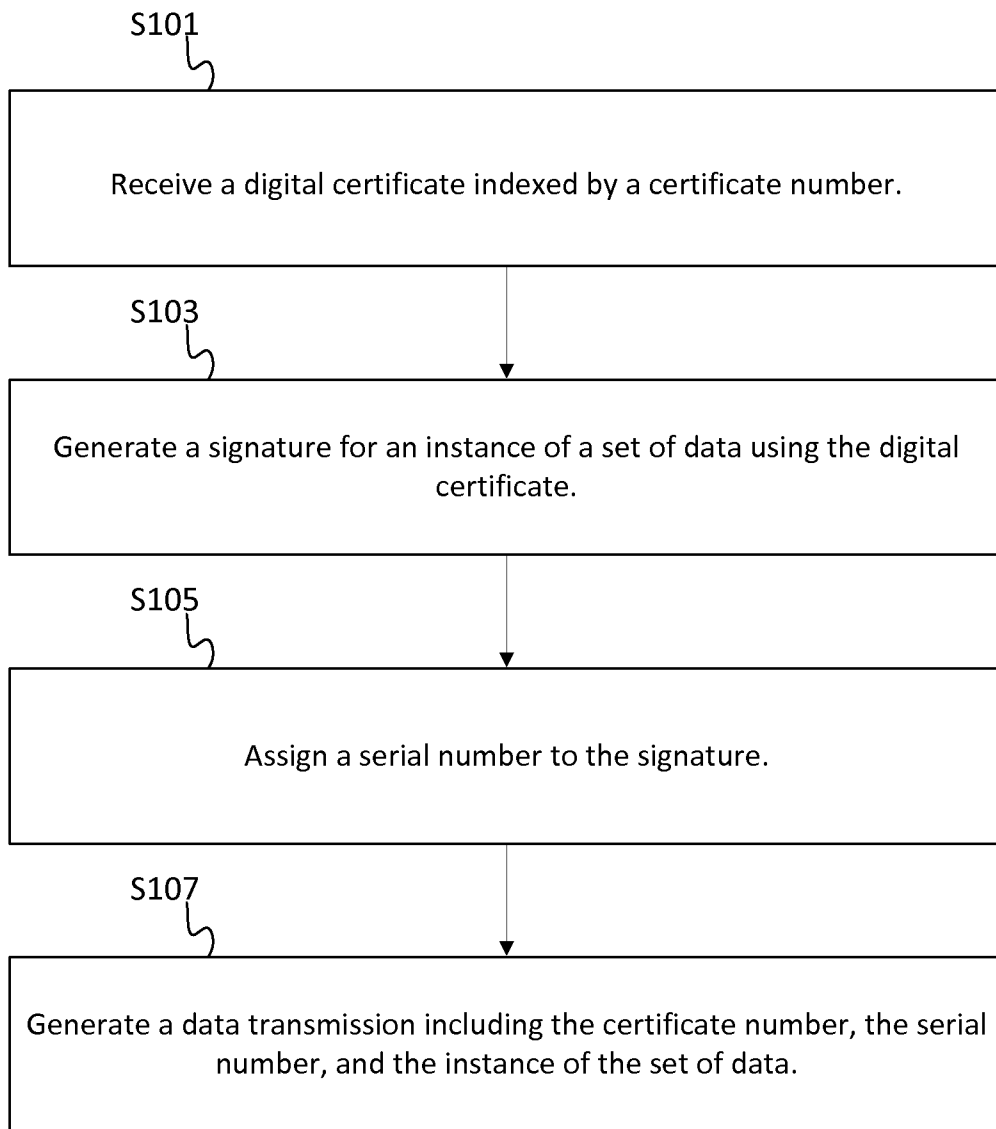 S101
Receive a digital certificate indexed by a certificate number.
S103
Generate a signature for an instance of a set of data using the digital
certificate.
S105
Assign a serial number to the signature.
S107
Generate a data transmission including the certificate number, the serial
number, and the instance of the set of data.